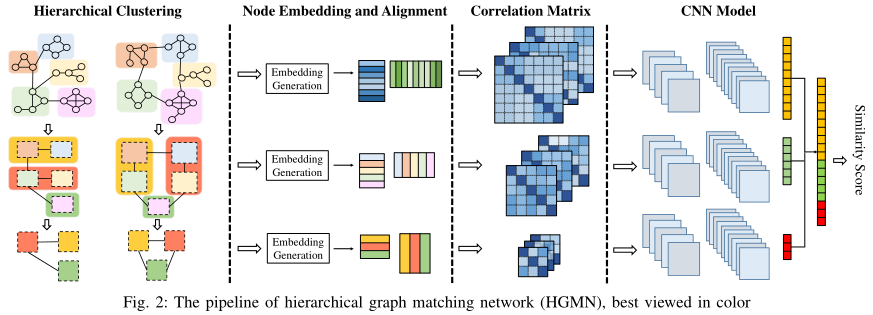 Hierarchical Clustering
Node Embedding and Alignment
Correlation Matrix
CNN Model
Embedding
Generation
Embedding
Generation
Embedding
Generation
Similarity Score
Fig. 2: The pipeline of hierarchical graph matching network (HGMN), best viewed in color